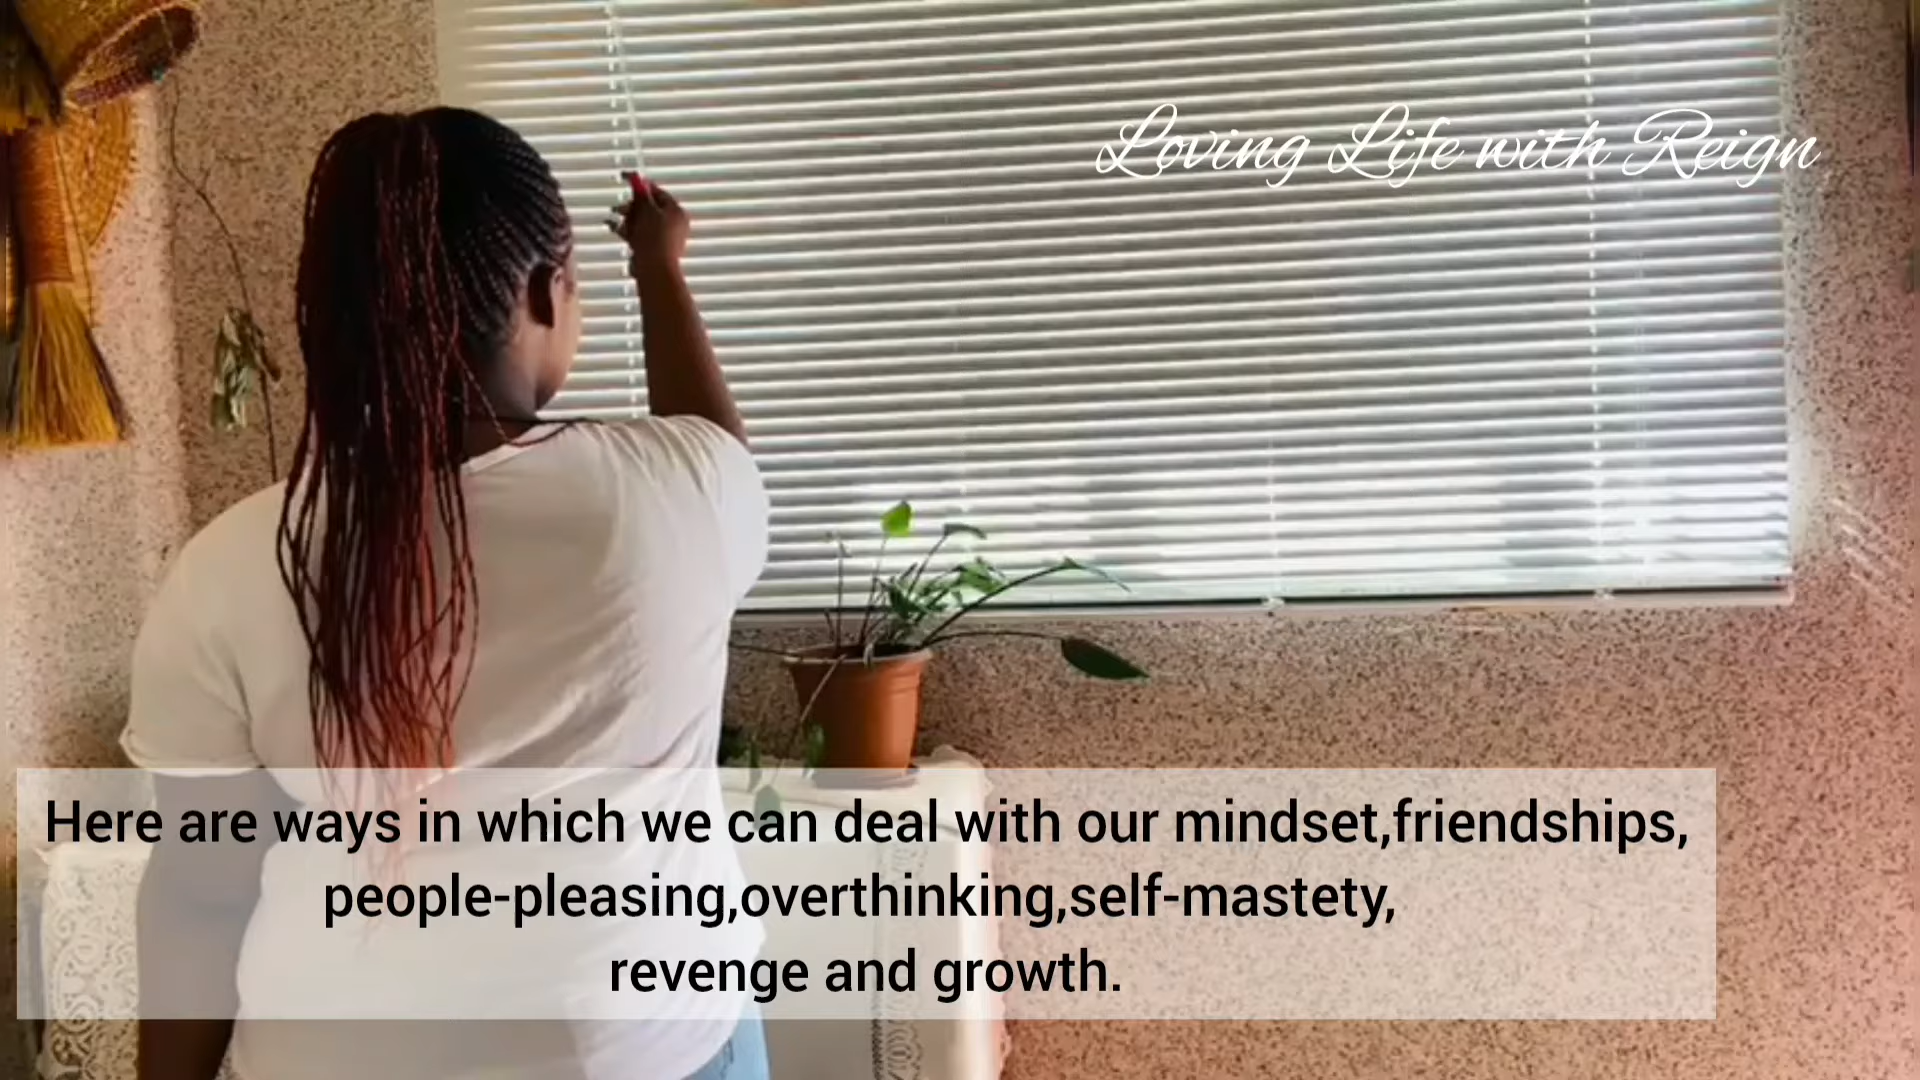 Loving Life with Reign
Here are ways in which we can deal with our mindset,friendships,
people-pleasing,overthinking,self-mastety,
revenge and growth.